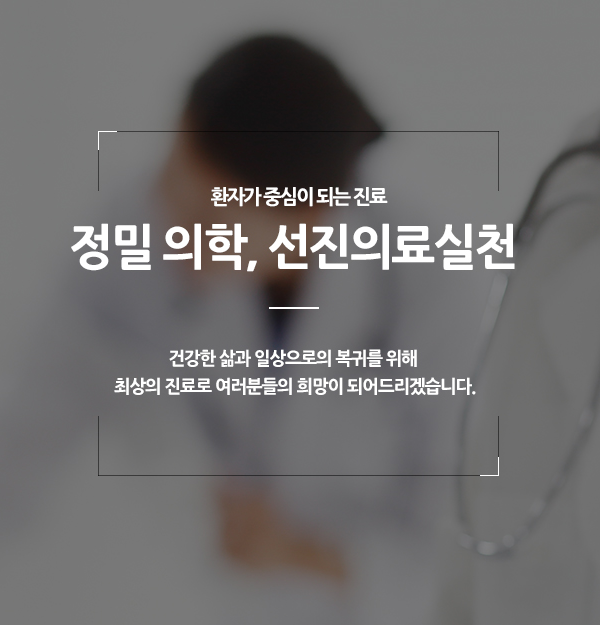 환자가 중심이 되는 진료
정밀 의학, 선진의료실천
건강한 삶과 일상으로의 복귀를 위해
최상의 진료로 여러분들의 희망이 되어드리겠습니다.